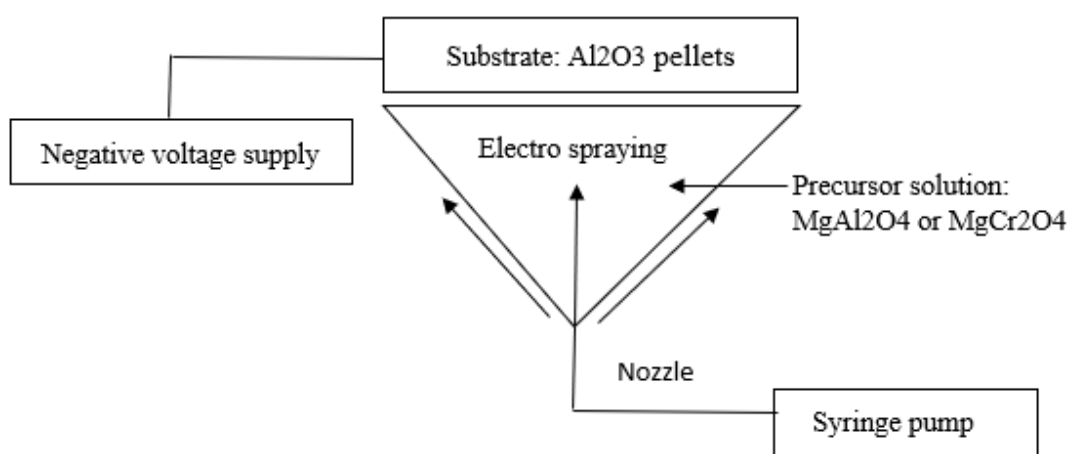 Substrate: Al2O3 pellets
Negative voltage supply
Electro spraying
Precursor solution:
MgAl2O4 or MgCr2O4
Nozzle
Syringe pump